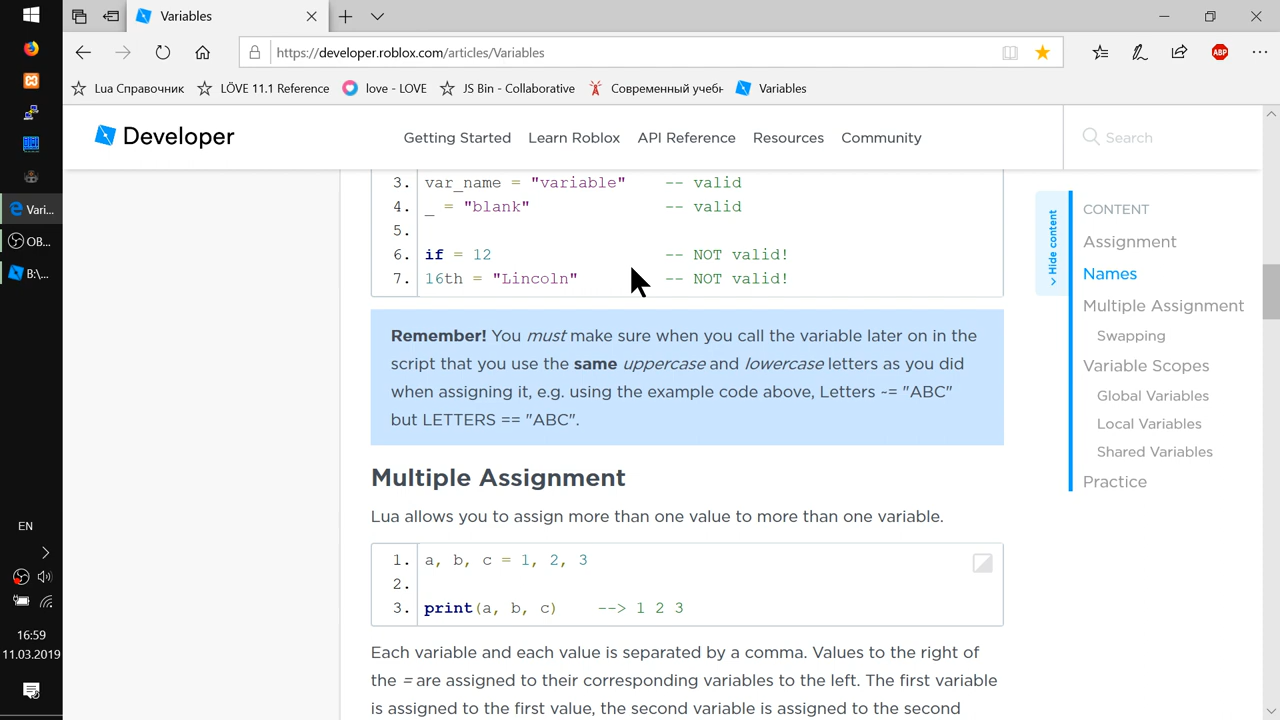 Variables
https://developer.roblox.com/articles/Variables
ABP
Lua Справочник
LÖVE 11.1 Reference
love - LOVE
JS Bin - Collaborative
Современный учебн
Variables
Developer
Getting Started
Learn Roblox
API Reference
Resources
Community
Search
3. var_name = "variable" -- valid
4. _ = "blank" -- valid
5.
6. if = 12 -- NOT valid!
7. 16th = "Lincoln" -- NOT valid!
Remember! You must make sure when you call the variable later on in the
script that you use the same uppercase and lowercase letters as you did
when assigning it, e.g. using the example code above, Letters ~= "ABC"
but LETTERS == "ABC".
Multiple Assignment
Lua allows you to assign more than one value to more than one variable.
1. a, b, c = 1, 2, 3
2.
3. print(a, b, c) --> 1 2 3
Each variable and each value is separated by a comma. Values to the right of
the = are assigned to their corresponding variables to the left. The first variable
is assigned to the first value, the second variable is assigned to the second
Hide content
CONTENT
Assignment
Names
Multiple Assignment
Swapping
Variable Scopes
Global Variables
Local Variables
Shared Variables
Practice
Vari...
OB...
B:\...
EN
16:59
11.03.2019